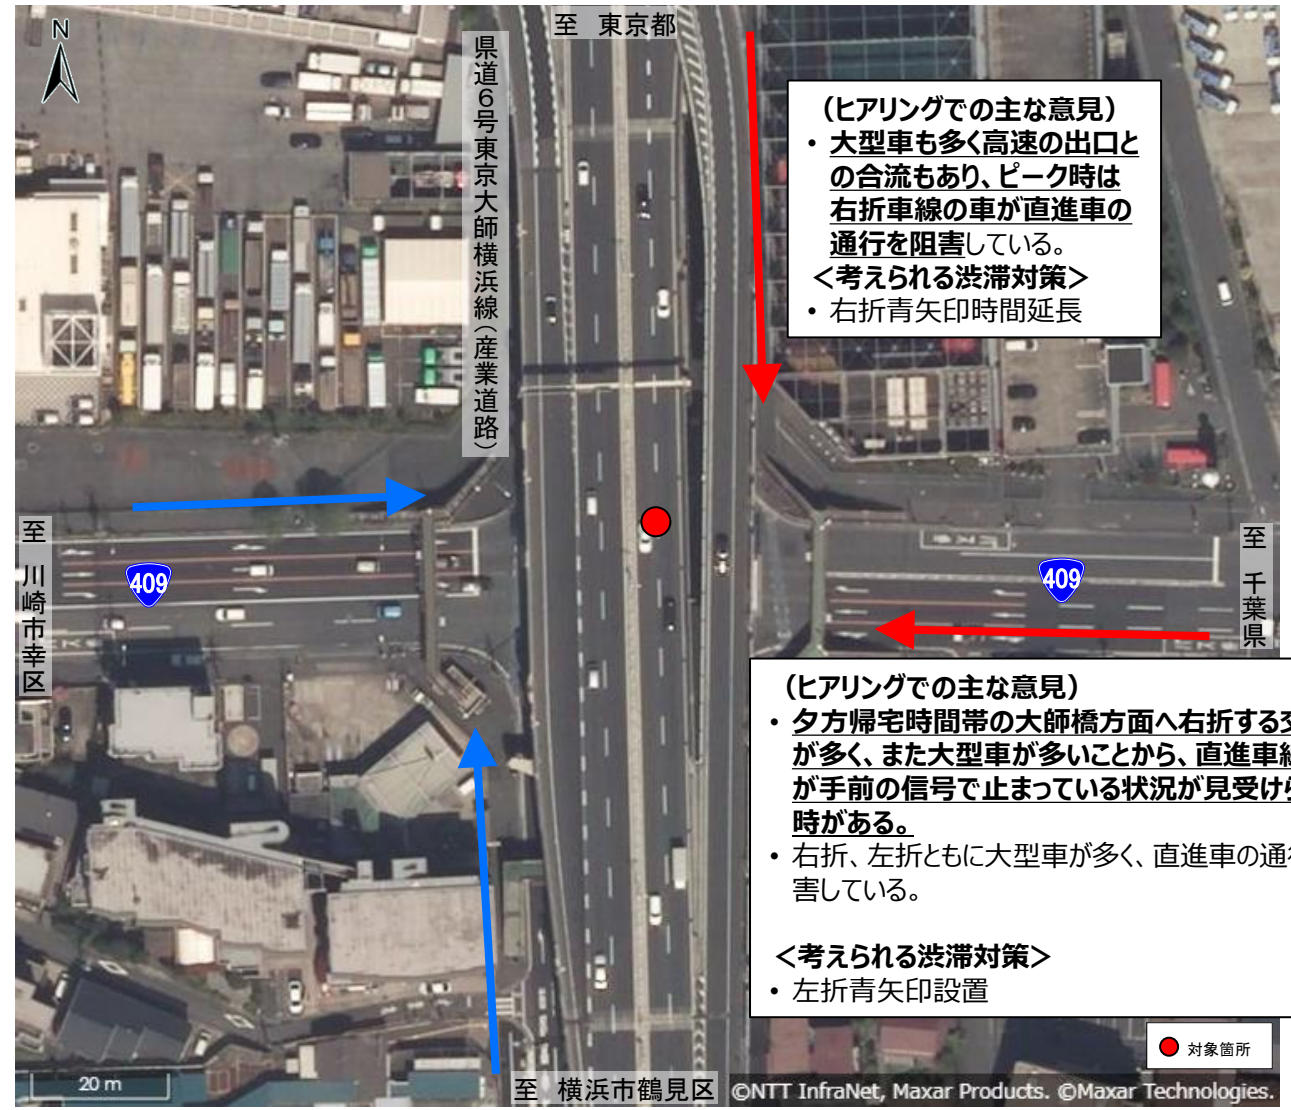 N
至 東京都
県道6号東京大師横浜線(産業道路)
(ヒアリングでの主な意見)
・ 大型車も多く高速の出口と
の合流もあり、ピーク時は
右折車線の車が直進車の
通行を阻害している。
<考えられる渋滞対策>
・ 右折青矢印時間延長
至 川崎市幸区
409
409
至 千葉県
(ヒアリングでの主な意見)
・ 夕方帰宅時間帯の大師橋方面へ右折する交
が多く、また大型車が多いことから、直進車線
が手前の信号で止まっている状況が見受けら
時がある。
・ 右折、左折ともに大型車が多く、直進車の通行
害している。
<考えられる渋滞対策>
・ 左折青矢印設置
対象箇所
20 m
至 横浜市鶴見区
©NTT InfraNet, Maxar Products. ©Maxar Technologies.